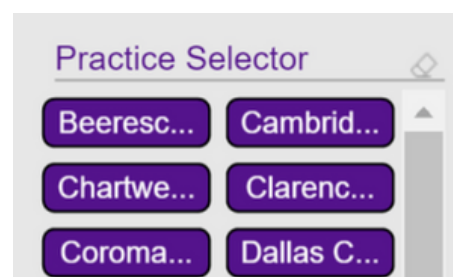 Practice Selector
Beeresc... Cambrid...
Chartwe... Clarenc...
Coroma... Dallas C...